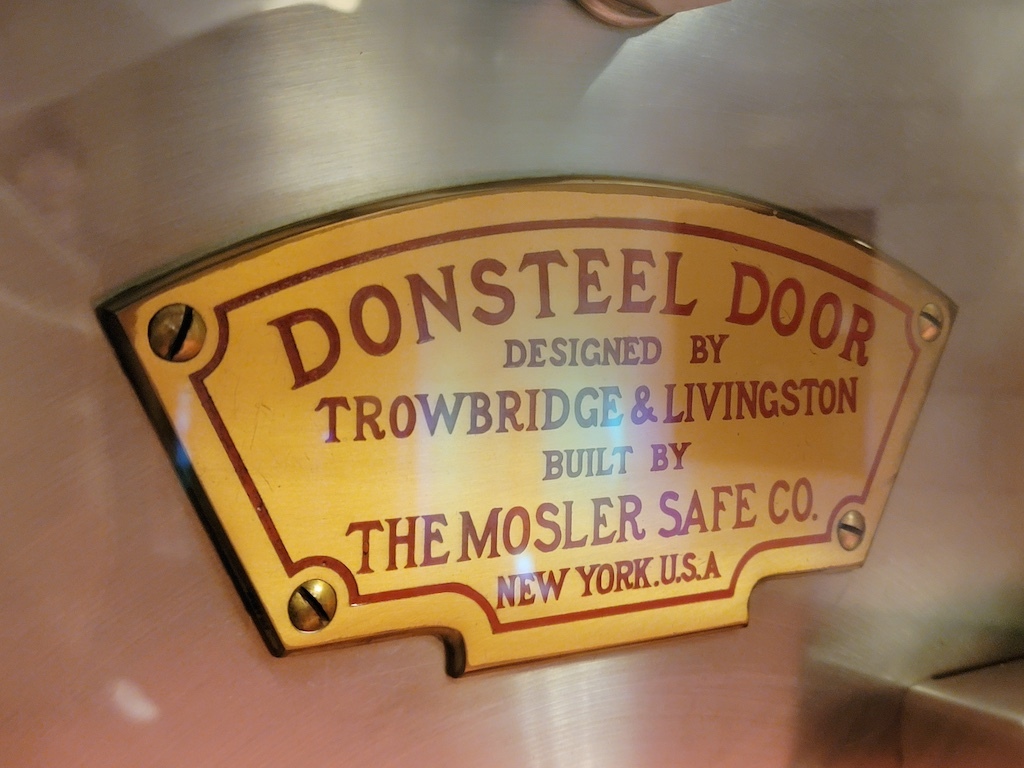 DONSTEEL DOOR
DESIGNED BY
TROWBRIDGE & LIVINGSTON
BUILT BY
THE MOSLER SAFE CO.
NEW YORK. U.S.A